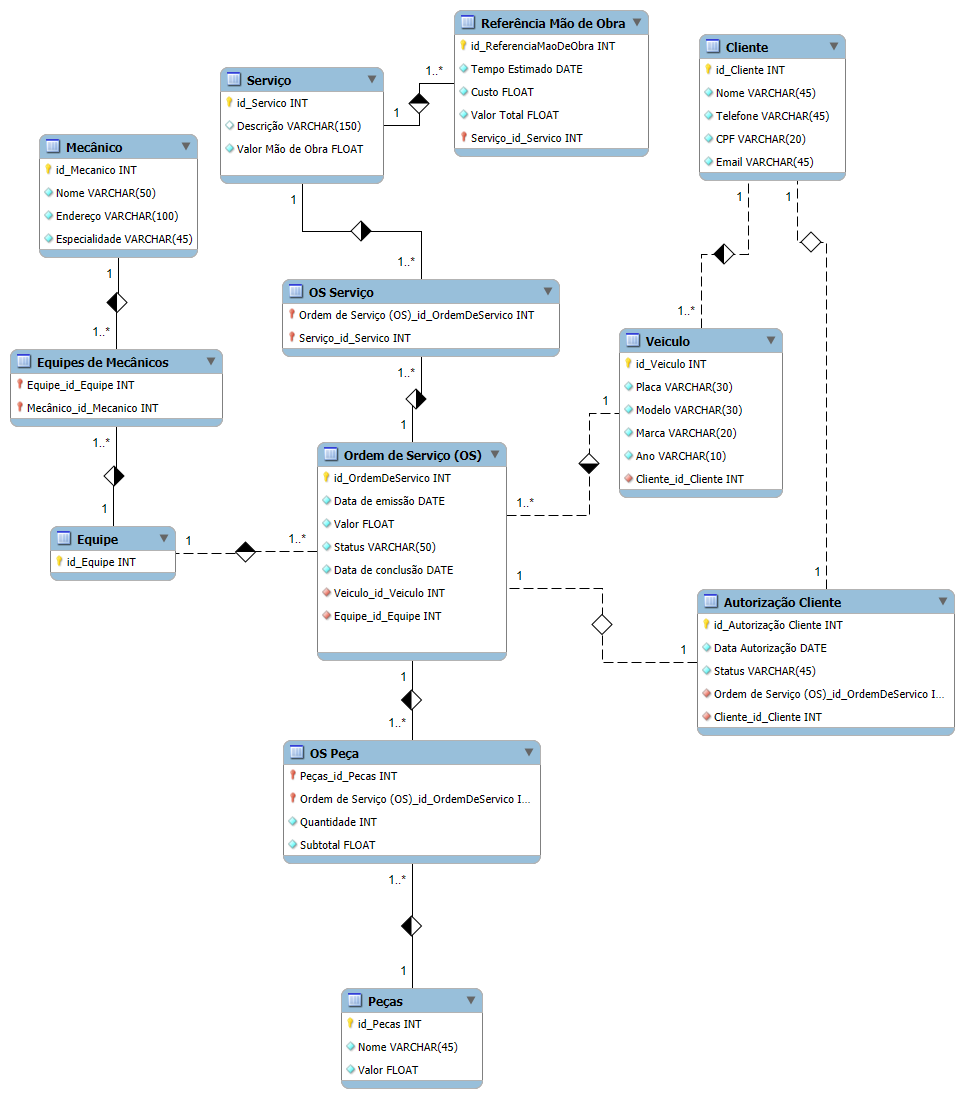 Referência Mão de Obra
id_ReferenciaMaoDeObra INT
Tempo Estimado DATE
Custo FLOAT
Valor Total FLOAT
Serviço_id_Servico INT
Cliente
id_Cliente INT
Nome VARCHAR(45)
Telefone VARCHAR(45)
CPF VARCHAR(20)
Email VARCHAR(45)
Serviço
id_Servico INT
Descrição VARCHAR(150)
Valor Mão de Obra FLOAT
1
1..*
Mecânico
id_Mecanico INT
Nome VARCHAR(50)
Endereço VARCHAR(100)
Especialidade VARCHAR(45)
1
1..*
1
1..*
1
1..*
1
1
OS Serviço
Ordem de Serviço (OS)_id_OrdemDeServico INT
Serviço_id_Servico INT
Veiculo
id_Veiculo INT
Placa VARCHAR(30)
Modelo VARCHAR(30)
Marca VARCHAR(20)
Ano VARCHAR(10)
Cliente_id_Cliente INT
Equipes de Mecânicos
Equipe_id_Equipe INT
Mecânico_id_Mecanico INT
1..*
1
1..*
1
1
1..*
Ordem de Serviço (OS)
id_OrdemDeServico INT
Data de emissão DATE
Valor FLOAT
Status VARCHAR(50)
Data de conclusão DATE
Veiculo_id_Veiculo INT
Equipe_id_Equipe INT
Equipe
id_Equipe INT
1
1..*
1
1
Autorização Cliente
id_Autorização Cliente INT
Data Autorização DATE
Status VARCHAR(45)
Ordem de Serviço (OS)_id_OrdemDeServico I...
Cliente_id_Cliente INT
1
1..*
OS Peça
Peças_id_Pecas INT
Ordem de Serviço (OS)_id_OrdemDeServico I...
Quantidade INT
Subtotal FLOAT
1..*
1
Peças
id_Pecas INT
Nome VARCHAR(45)
Valor FLOAT